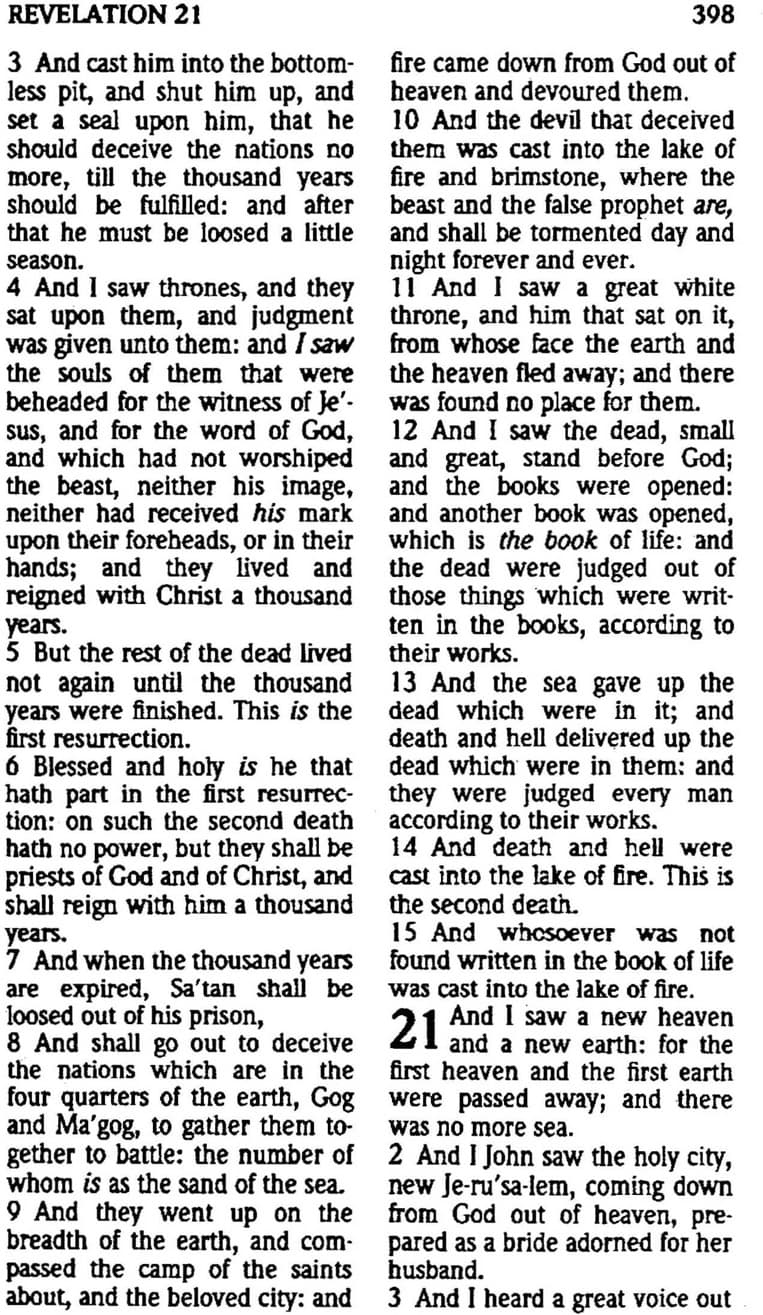 REVELATION 21
398
3 And cast him into the bottom-
less pit, and shut him up, and
set a seal upon him, that he
should deceive the nations no
more, till the thousand years
should be fulfilled: and after
that he must be loosed a little
season.
4 And I saw thrones, and they
sat upon them, and judgment
was given unto them: and I saw
the souls of them that were
beheaded for the witness of Je'-
sus, and for the word of God,
and which had not worshiped
the beast, neither his image,
neither had received his mark
upon their foreheads, or in their
hands; and they lived and
reigned with Christ a thousand
years.
5 But the rest of the dead lived
not again until the thousand
years were finished. This is the
first resurrection.
6 Blessed and holy is he that
hath part in the first resurrec-
tion: on such the second death
hath no power, but they shall be
priests of God and of Christ, and
shall reign with him a thousand
years.
7 And when the thousand years
are expired, Sa'tan shall be
loosed out of his prison,
8 And shall go out to deceive
the nations which are in the
four quarters of the earth, Gog
and Ma'gog, to gather them to-
gether to battle: the number of
whom is as the sand of the sea.
9 And they went up on the
breadth of the earth, and com-
passed the camp of the saints
about, and the beloved city: and
fire came down from God out of
heaven and devoured them.
10 And the devil that deceived
them was cast into the lake of
fire and brimstone, where the
beast and the false prophet are,
and shall be tormented day and
night forever and ever.
11 And I saw a great white
throne, and him that sat on it,
from whose face the earth and
the heaven fled away; and there
was found no place for them.
12 And I saw the dead, small
and great, stand before God;
and the books were opened:
and another book was opened,
which is the book of life: and
the dead were judged out of
those things which were writ-
ten in the books, according to
their works.
13 And the sea gave up the
dead which were in it; and
death and hell delivered up the
dead which were in them: and
they were judged every man
according to their works.
14 And death and hell were
cast into the lake of fire. This is
the second death.
15 And whosoever was not
found written in the book of life
was cast into the lake of fire.
21 And I saw a new heaven
and a new earth: for the
first heaven and the first earth
were passed away; and there
was no more sea.
2 And I John saw the holy city,
new Je-ru'sa-lem, coming down
from God out of heaven, pre-
pared as a bride adorned for her
husband.
3 And I heard a great voice out